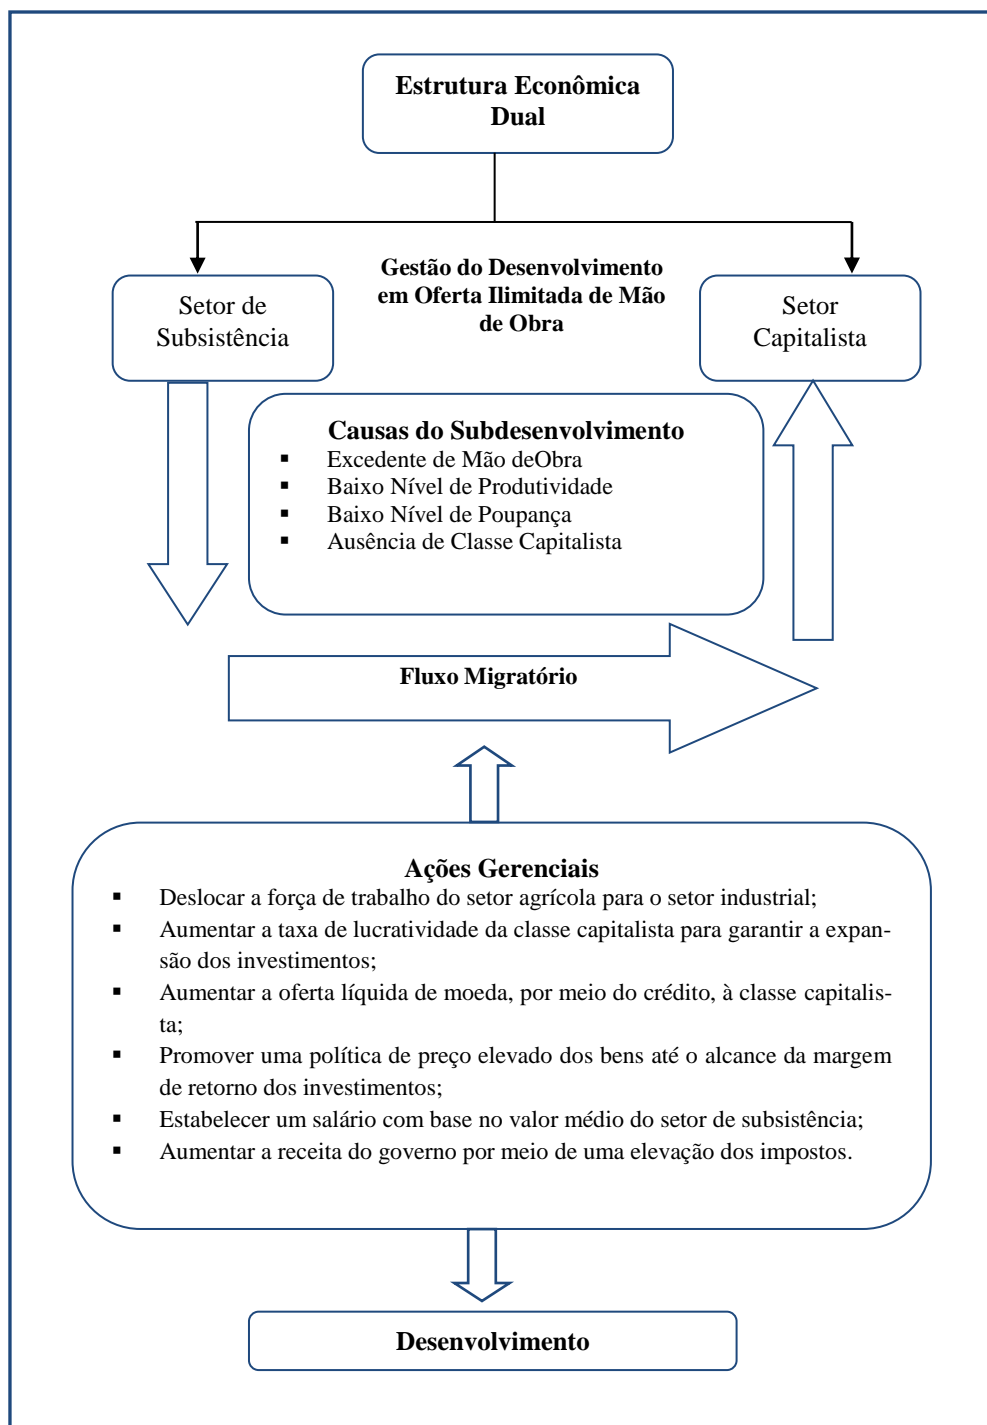 Estrutura Econômica
Dual
Gestão do Desenvolvimento
em Oferta Ilimitada de Mão
de Obra
Setor de
Subsistência
Setor
Capitalista
Causas do Subdesenvolvimento
▪ Excedente de Mão deObra
▪ Baixo Nível de Produtividade
▪ Baixo Nível de Poupança
▪ Ausência de Classe Capitalista
Fluxo Migratório
Ações Gerenciais
▪ Deslocar a força de trabalho do setor agrícola para o setor industrial;
▪ Aumentar a taxa de lucratividade da classe capitalista para garantir a expan-
são dos investimentos;
▪ Aumentar a oferta líquida de moeda, por meio do crédito, à classe capitalis-
ta;
▪ Promover uma política de preço elevado dos bens até o alcance da margem
de retorno dos investimentos;
▪ Estabelecer um salário com base no valor médio do setor de subsistência;
▪ Aumentar a receita do governo por meio de uma elevação dos impostos.
Desenvolvimento